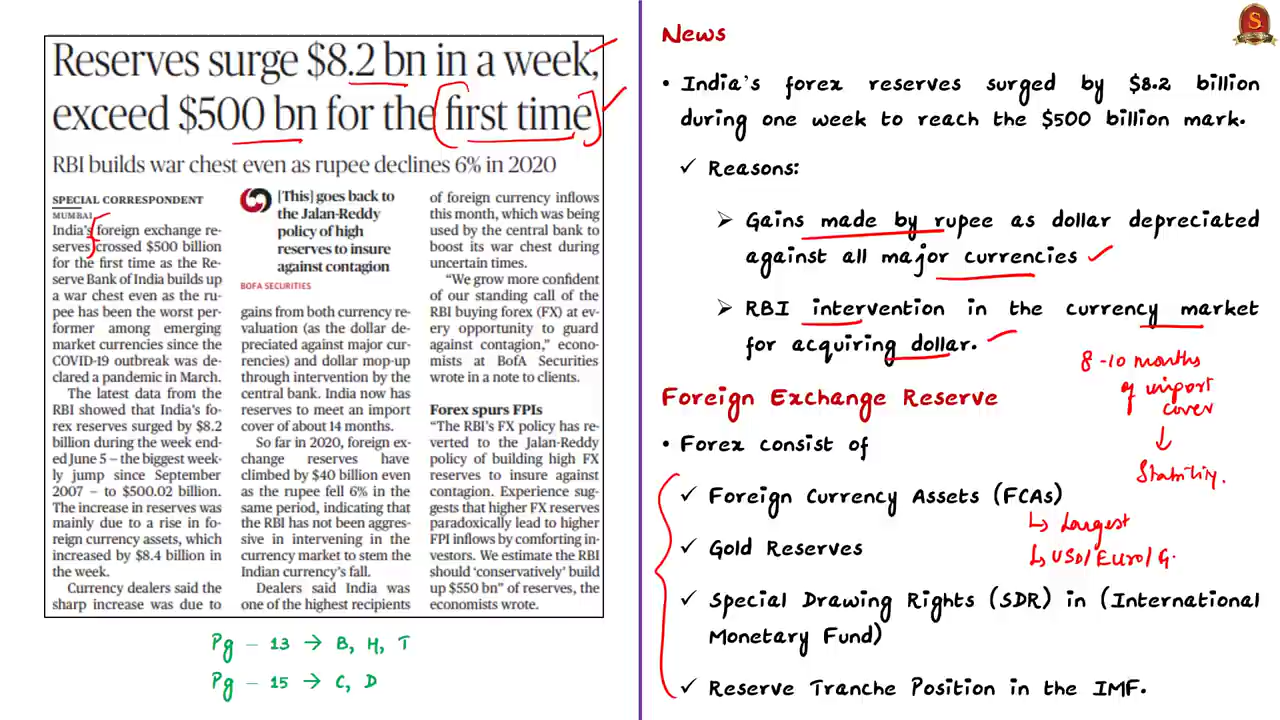 Reserves surge $8.2 bn in a week,
exceed $500 bn for the first time
RBI builds war chest even as rupee declines 6% in 2020
SPECIAL CORRESPONDENT
MUMBAI
India's foreign exchange re-
serves crossed $500 billion
for the first time as the Re-
serve Bank of India builds up
a war chest even as the ru-
pee has been the worst per-
former among emerging
market currencies since the
COVID-19 outbreak was de-
clared a pandemic in March.
The latest data from the
RBI showed that India's fo-
rex reserves surged by $8.2
billion during the week end-
ed June 5 – the biggest week-
ly jump since September
2007 – to $500.02 billion.
The increase in reserves was
mainly due to a rise in fo-
reign currency assets, which
increased by $8.4 billion in
the week.
Currency dealers said the
sharp increase was due to
[This] goes back to
the Jalan-Reddy
policy of high
reserves to insure
against contagion
BOFA SECURITIES
gains from both currency re-
valuation (as the dollar de-
preciated against major cur-
rencies) and dollar mop-up
through intervention by the
central bank. India now has
reserves to meet an import
cover of about 14 months.
So far in 2020, foreign ex-
change reserves have
climbed by $40 billion even
as the rupee fell 6% in the
same period, indicating that
the RBI has not been aggres-
sive in intervening in the
currency market to stem the
Indian currency's fall.
Dealers said India was
one of the highest recipients
of foreign currency inflows
this month, which was being
used by the central bank to
boost its war chest during
uncertain times.
"We grow more confident
of our standing call of the
RBI buying forex (FX) at ev-
ery opportunity to guard
against contagion," econo-
mists at BofA Securities
wrote in a note to clients.
Forex spurs FPIs
"The RBI's FX policy has re-
verted to the Jalan-Reddy
policy of building high FX
reserves to insure against
contagion. Experience sug-
gests that higher FX reserves
paradoxically lead to higher
FPI inflows by comforting in-
vestors. We estimate the RBI
should 'conservatively' build
up $550 bn" of reserves, the
economists wrote.
Pg – 13 → B, H, T
Pg – 15 → C, D
News
• India's forex reserves surged by $8.2 billion
during one week to reach the $500 billion mark.
✓ Reasons:
➢ Gains made by rupee as dollar depreciated
against all major currencies
➢ RBI intervention in the currency market
for acquiring dollar.
8-10 months
of import
cover
↓
Stability.
Foreign Exchange Reserve
• Forex consist of
✓ Foreign Currency Assets (FCAs)
↳ Largest
↳ USD/Euro/G.
✓ Gold Reserves
✓ Special Drawing Rights (SDR) in (International
Monetary Fund)
✓ Reserve Tranche Position in the IMF.